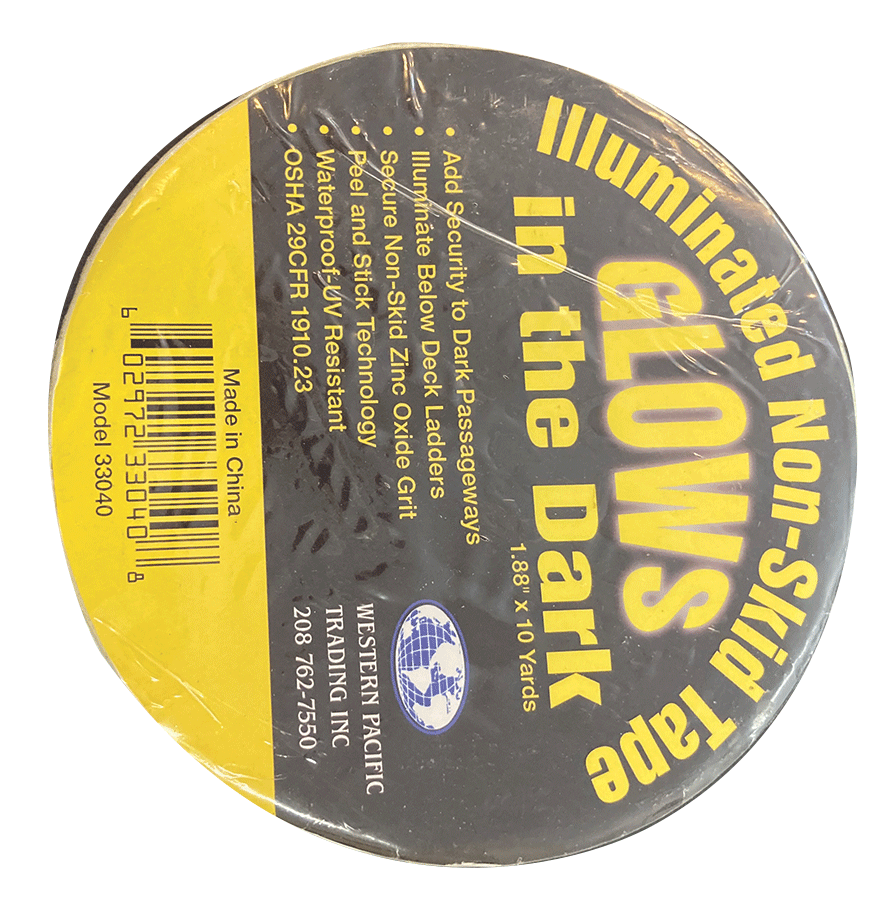 Illuminated Non-Skid Tape
GLOWS
in the Dark
1.88" x 10 Yards
• Add Security to Dark Passageways
• Illuminate Below Deck Ladders
• Secure Non-Skid Zinc Oxide Grit
• Peel and Stick Technology
• Waterproof-UV Resistant
• OSHA 29CFR 1910.23
WESTERN PACIFIC
TRADING INC
208 762-7550
Made in China
6 02972 33040 8
Model 33040